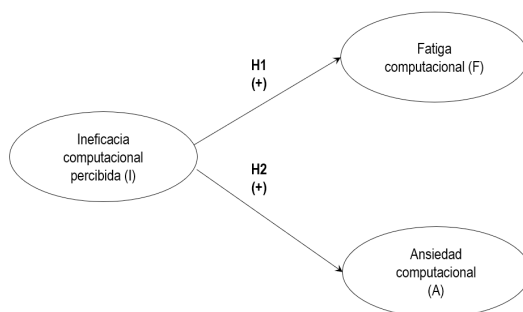 Fatiga
computacional (F)
H1
(+)
Ineficacia
computacional
percibida (I)
H2
(+)
Ansiedad
computacional
(A)